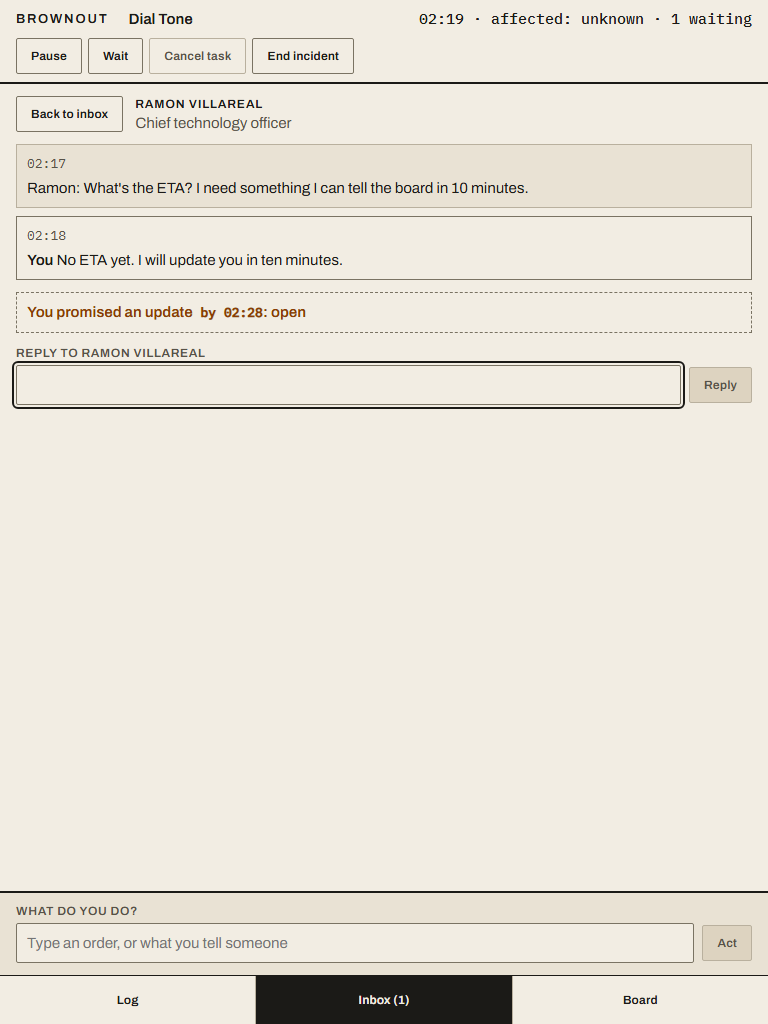 BROWNOUT Dial Tone 02:19 · affected: unknown · 1 waiting
Pause Wait Cancel task End incident
Back to inbox
RAMON VILLAREAL
Chief technology officer
02:17
Ramon: What's the ETA? I need something I can tell the board in 10 minutes.
02:18
You No ETA yet. I will update you in ten minutes.
You promised an update by 02:28: open
REPLY TO RAMON VILLAREAL
Reply
WHAT DO YOU DO?
Type an order, or what you tell someone Act
Log Inbox (1) Board